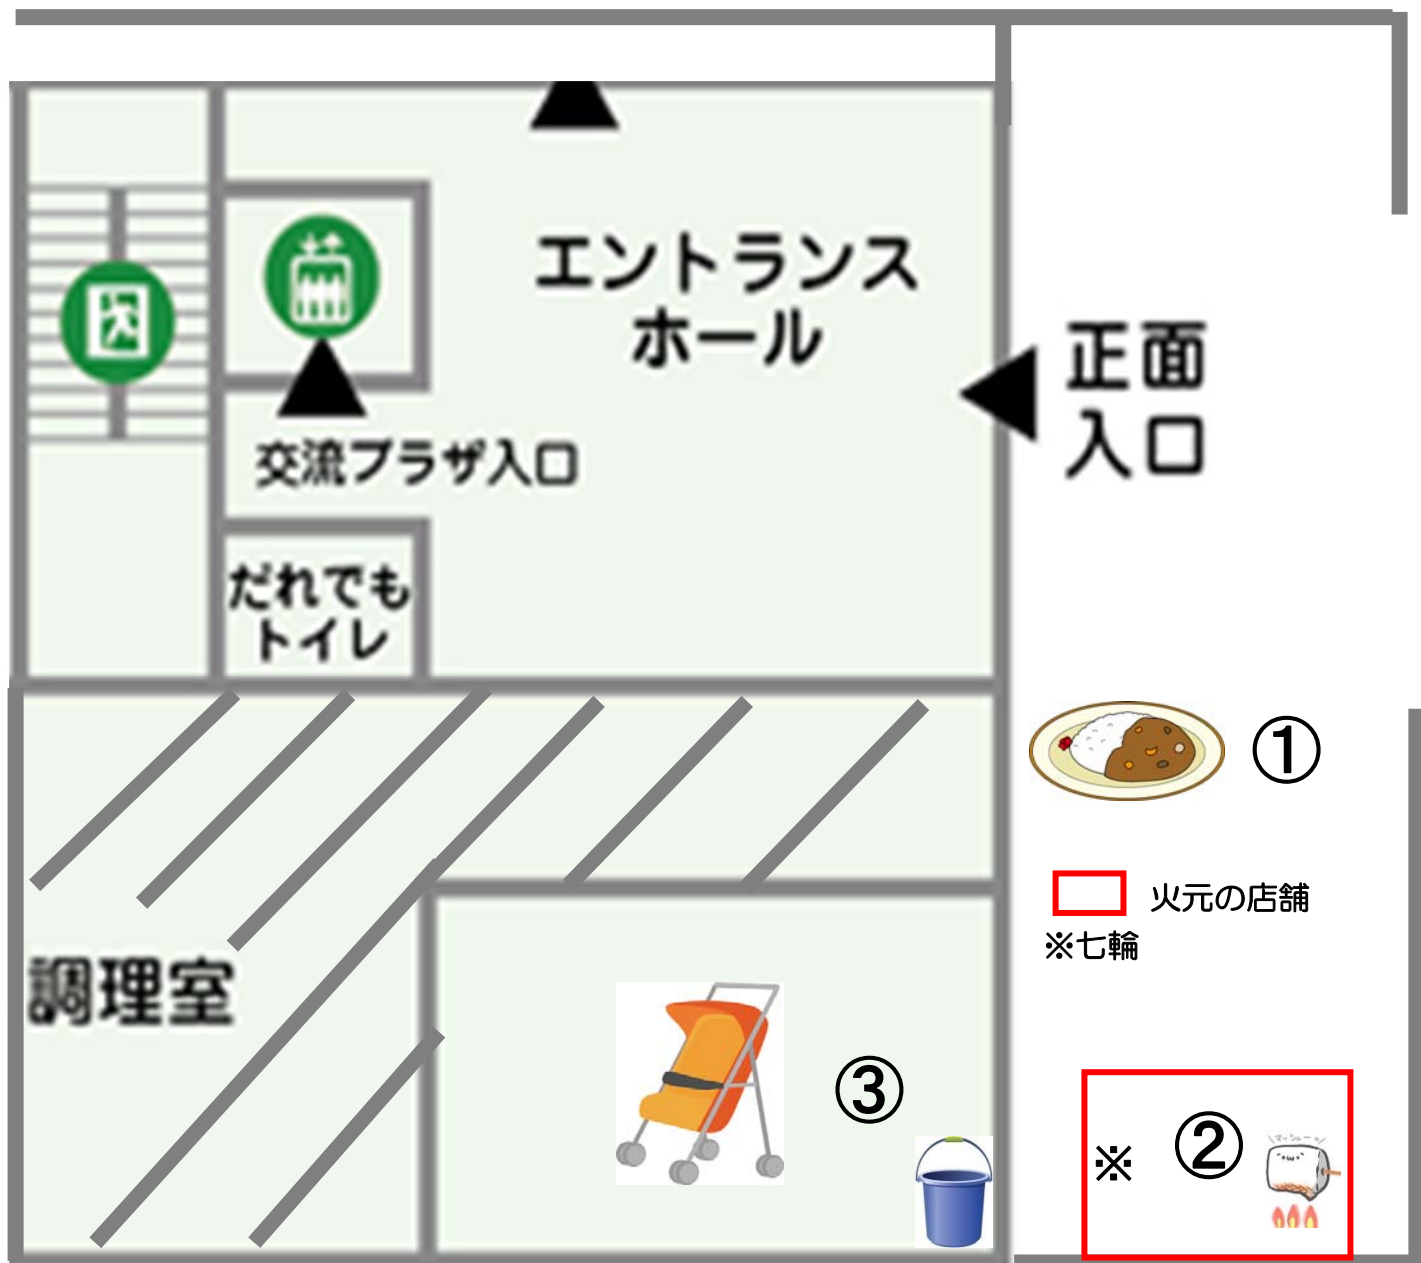 エントランス
ホール
正面
入口
交流プラザ入口
だれでも
トイレ
①
火元の店舗
※七輪
調理室
③
※
②
マッシュー